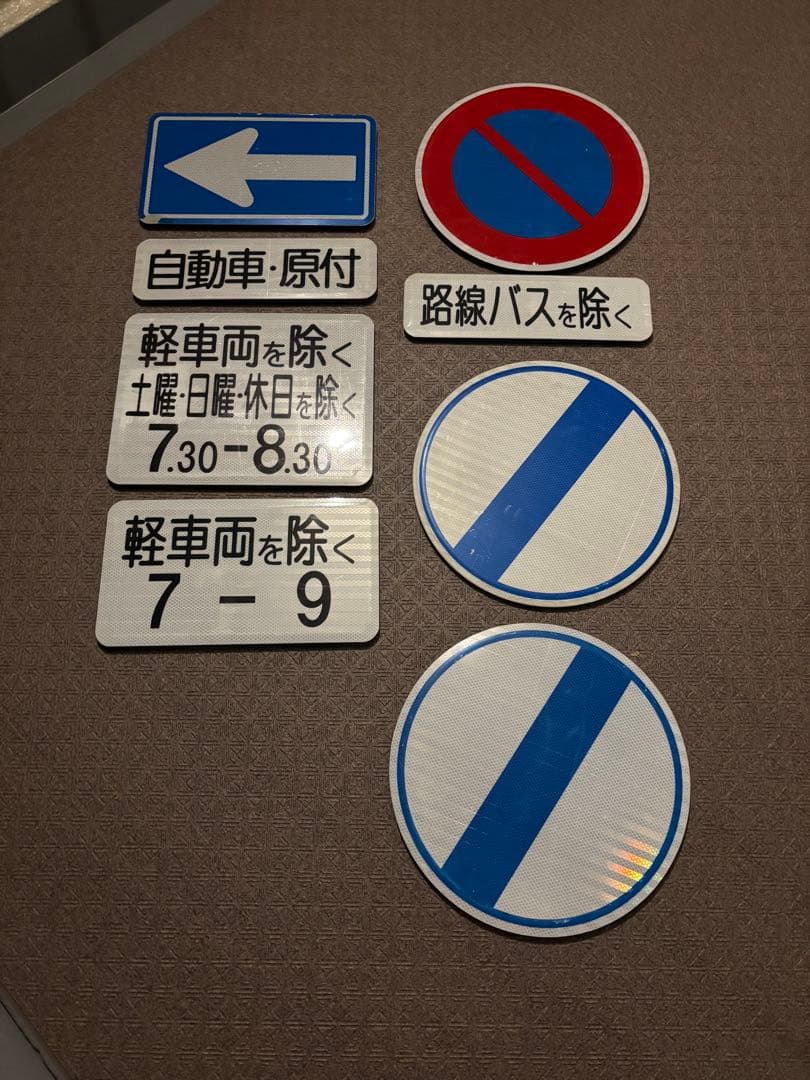 自動車・原付
軽車両を除く
土曜・日曜・休日を除く
7.30-8.30
軽車両を除く
7 - 9
路線バスを除く